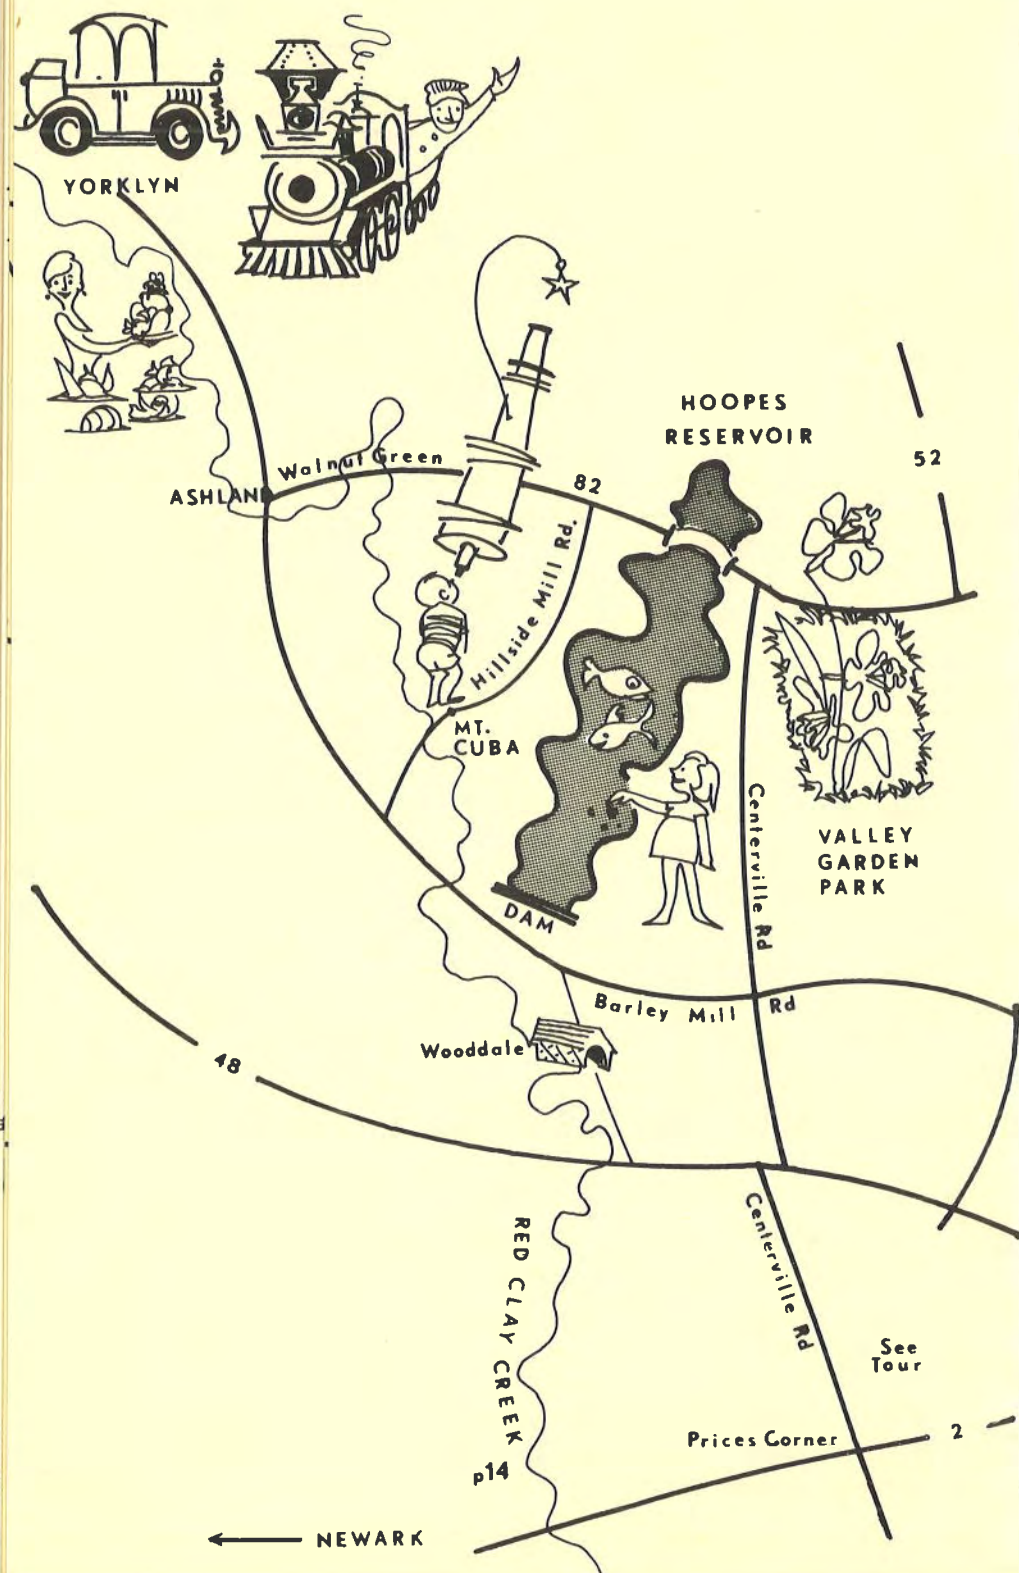 YORKLYN
HOOPES
RESERVOIR
52
Walnut Green
82
ASHLAND
Hillside Mill Rd.
MT.
CUBA
Centerville Rd
VALLEY
GARDEN
PARK
DAM
Barley Mill Rd
Wooddale
48
RED CLAY CREEK
Centerville Rd
See
Tour
Prices Corner
2
p14
NEWARK